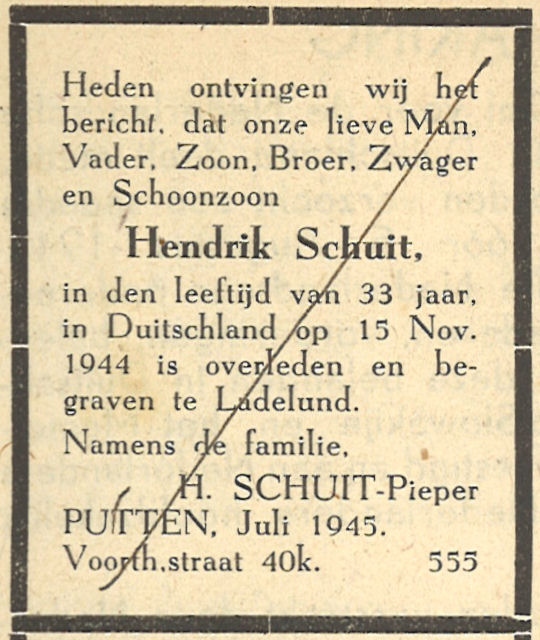 Heden ontvingen wij het
bericht, dat onze lieve Man,
Vader, Zoon, Broer, Zwager
en Schoonzoon
Hendrik Schuit,
in den leeftijd van 33 jaar,
in Duitschland op 15 Nov.
1944 is overleden en be-
graven te Ladelund.
Namens de familie,
H. SCHUIT-Pieper
PUTTEN, Juli 1945.
Voorth.straat 40k. 555